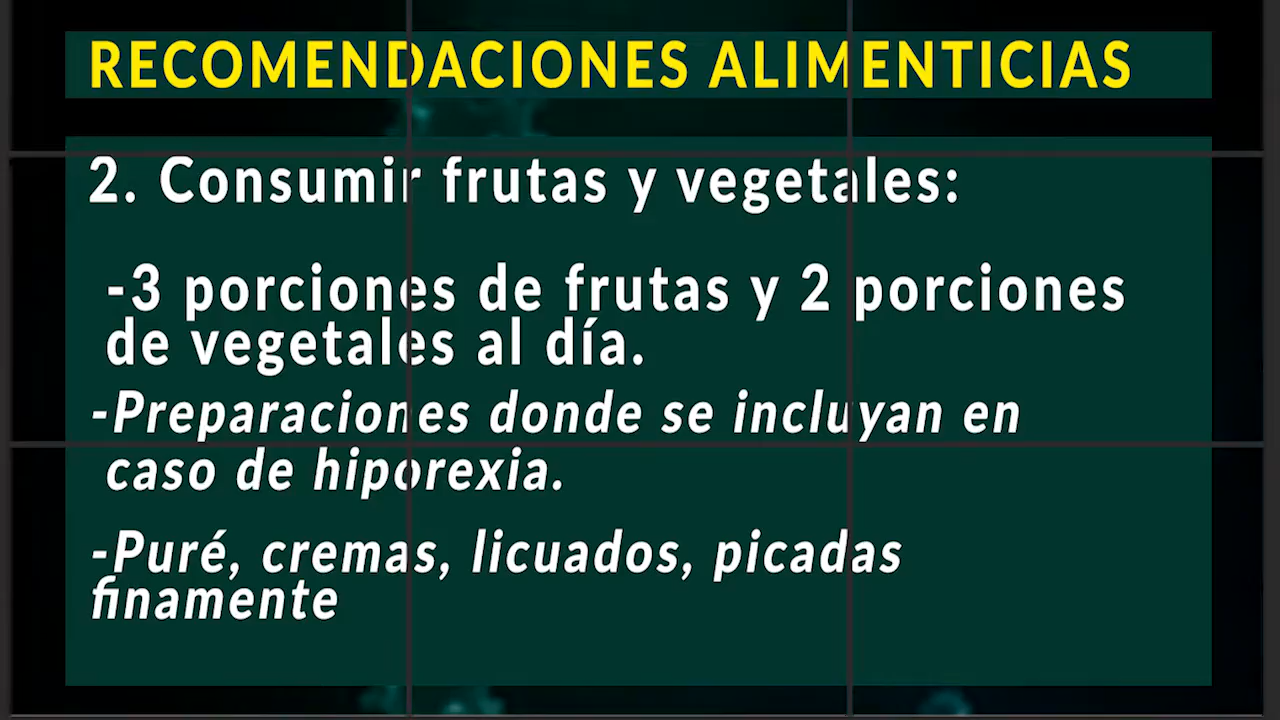 RECOMENDACIONES ALIMENTICIAS
2. Consumir frutas y vegetales:
-3 porciones de frutas y 2 porciones
de vegetales al día.
-Preparaciones donde se incluyan en
caso de hiporexia.
-Puré, cremas, licuados, picadas
finamente